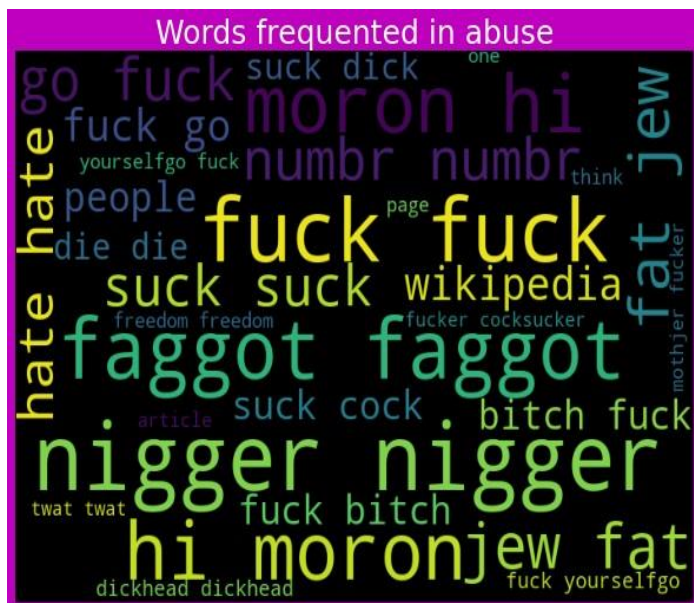 Words frequented in abuse
one
go fuck
suck dick
moron hi
fuck go
yourselfgo fuck
numbr numbr
think
fat jew
hate hate
people
page
fuck fuck
die die
suck suck
wikipedia
mothjer fucker
freedom freedom
fucker cocksucker
faggot faggot
article
suck cock
bitch fuck
nigger nigger
twat twat
fuck bitch
hi moron
jew fat
fuck yourselfgo
dickhead dickhead